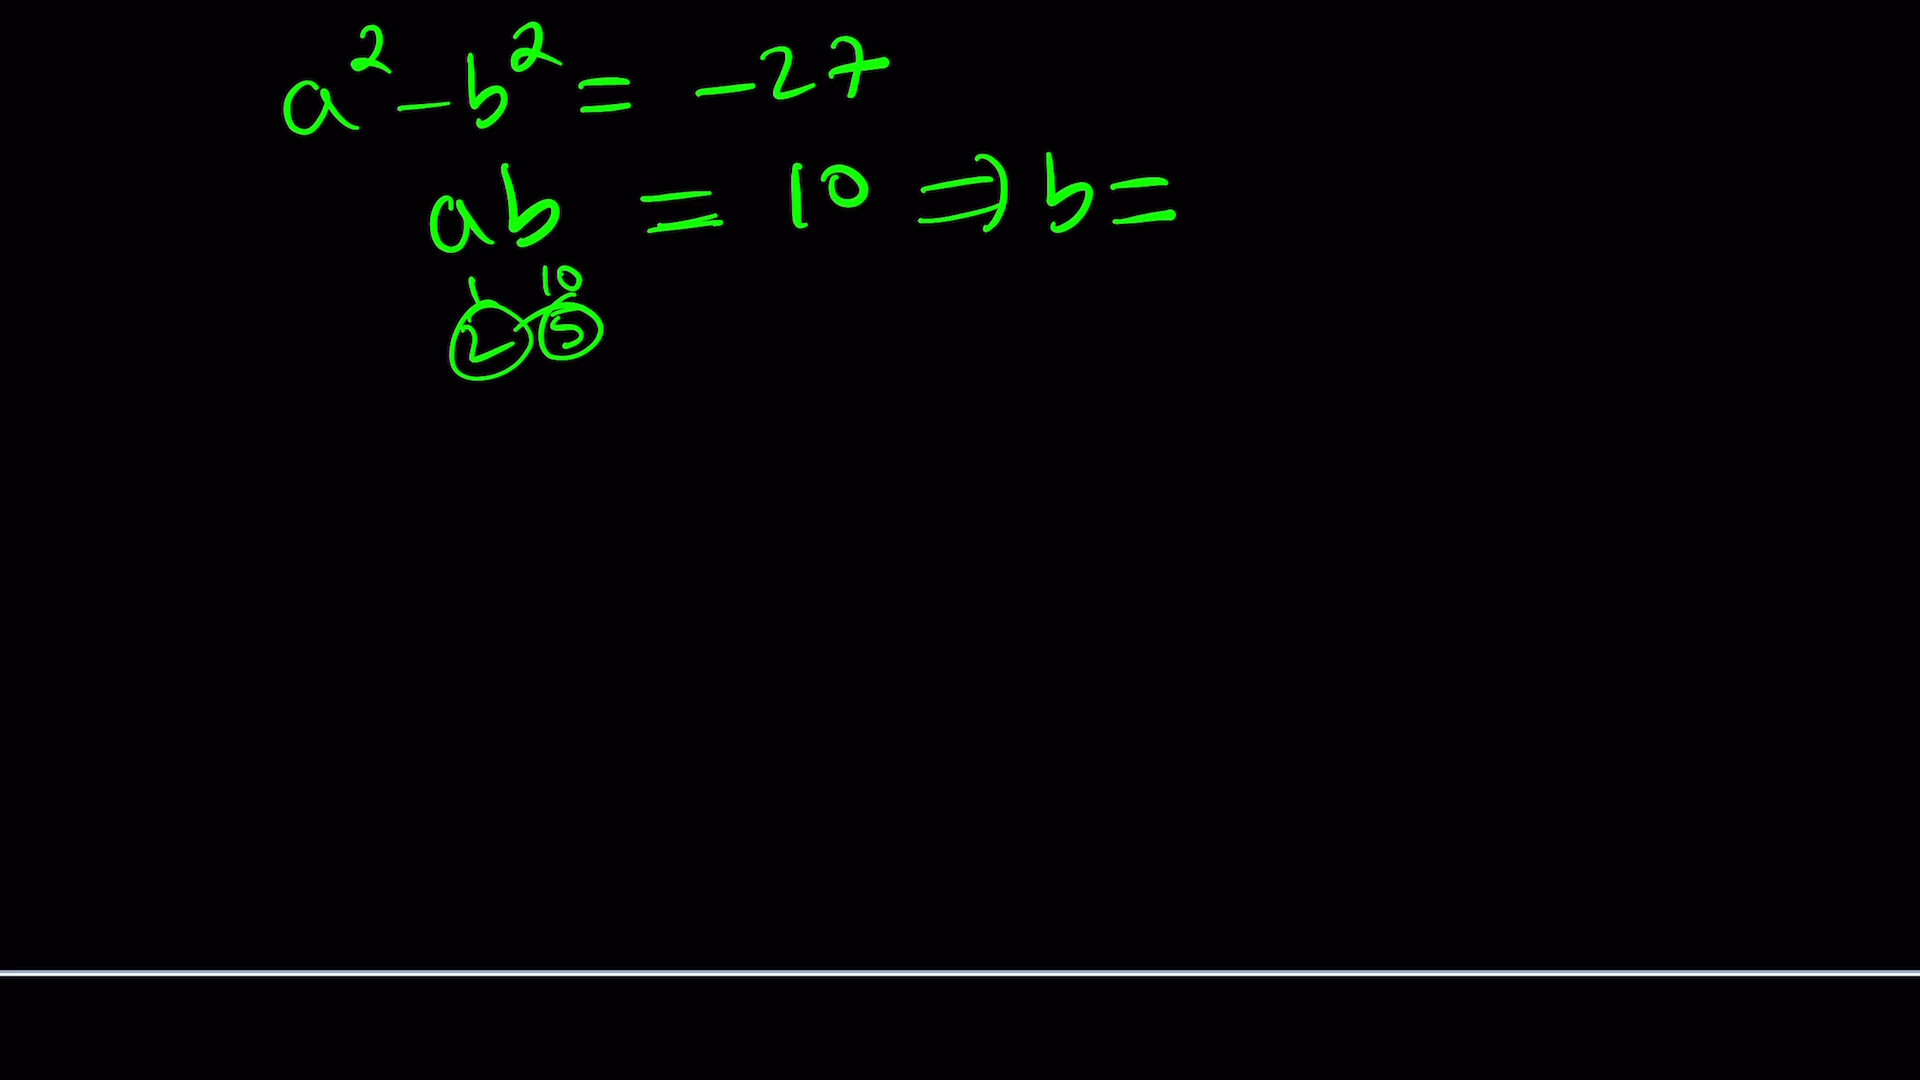 a² – b² = – 27
ab = 10 ⇒ b =
1 10
2 5